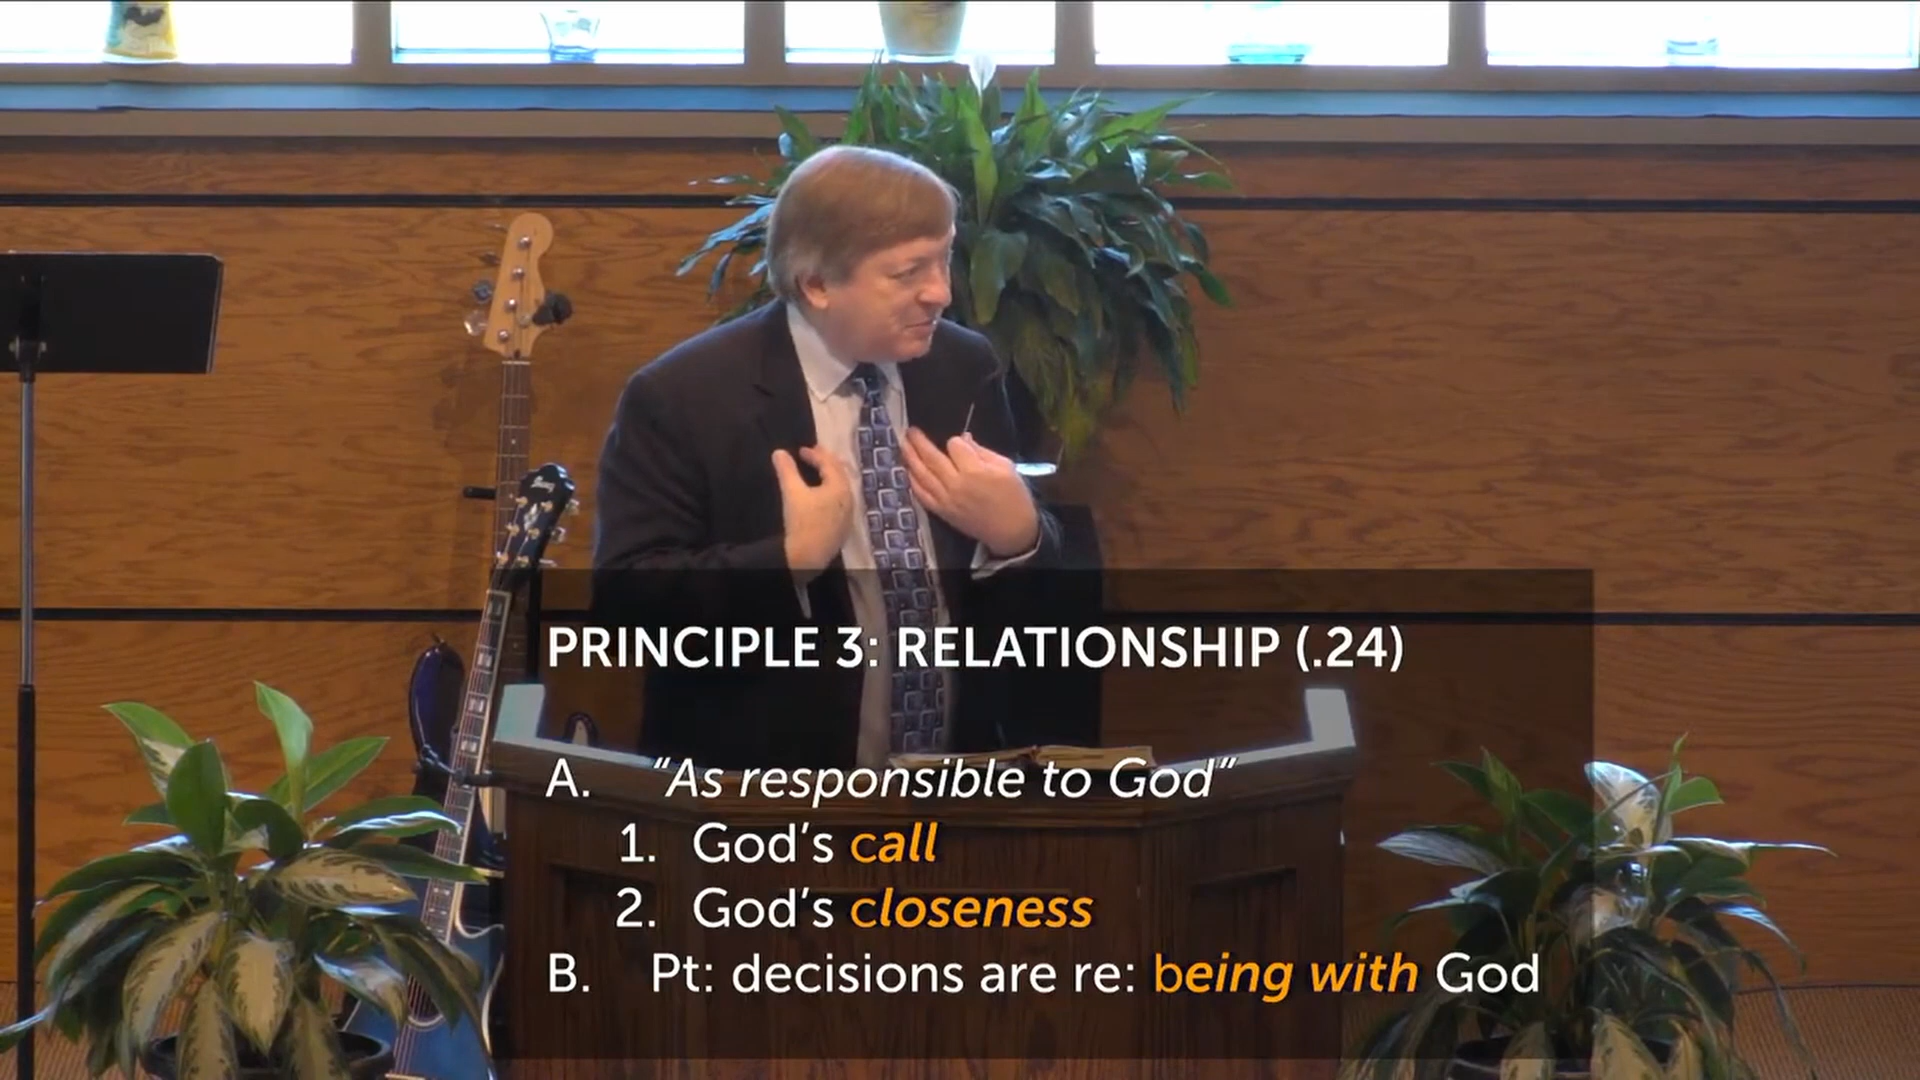 PRINCIPLE 3: RELATIONSHIP (.24)
A. "As responsible to God"
1. God's call
2. God's closeness
B. Pt: decisions are re: being with God